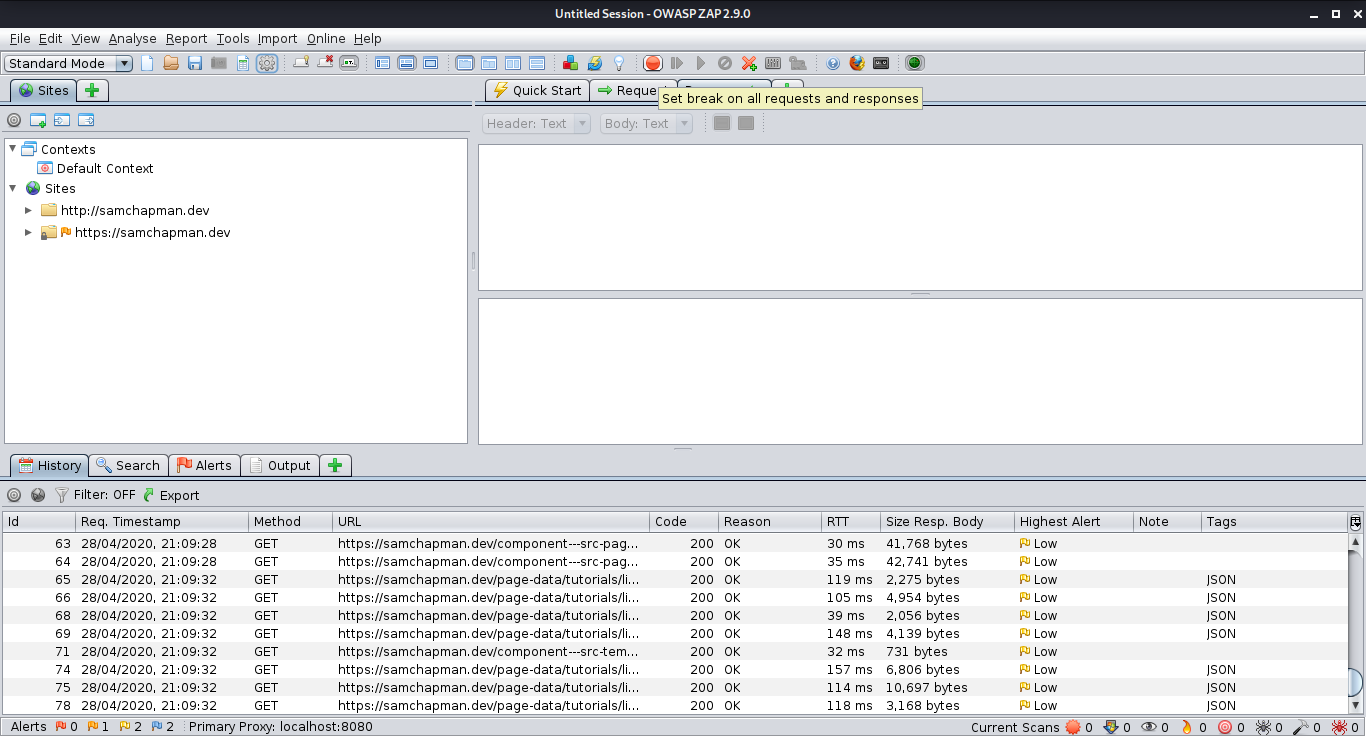 Untitled Session - OWASP ZAP 2.9.0
File Edit View Analyse Report Tools Import Online Help
Standard Mode
Sites
Quick Start
Set break on all requests and responses
Header: Text
Body: Text
Contexts
Default Context
Sites
http://samchapman.dev
https://samchapman.dev
History Search Alerts Output
Filter: OFF Export
Id Req. Timestamp Method URL Code Reason RTT Size Resp. Body Highest Alert Note Tags
63 28/04/2020, 21:09:28 GET https://samchapman.dev/component---src-pag... 200 OK 30 ms 41,768 bytes Low
64 28/04/2020, 21:09:28 GET https://samchapman.dev/component---src-pag... 200 OK 35 ms 42,741 bytes Low
65 28/04/2020, 21:09:32 GET https://samchapman.dev/page-data/tutorials/li... 200 OK 119 ms 2,275 bytes Low JSON
66 28/04/2020, 21:09:32 GET https://samchapman.dev/page-data/tutorials/li... 200 OK 105 ms 4,954 bytes Low JSON
68 28/04/2020, 21:09:32 GET https://samchapman.dev/page-data/tutorials/li... 200 OK 39 ms 2,056 bytes Low JSON
69 28/04/2020, 21:09:32 GET https://samchapman.dev/page-data/tutorials/li... 200 OK 148 ms 4,139 bytes Low JSON
71 28/04/2020, 21:09:32 GET https://samchapman.dev/component---src-tem... 200 OK 32 ms 731 bytes Low
74 28/04/2020, 21:09:32 GET https://samchapman.dev/page-data/tutorials/li... 200 OK 157 ms 6,806 bytes Low JSON
75 28/04/2020, 21:09:32 GET https://samchapman.dev/page-data/tutorials/li... 200 OK 114 ms 10,697 bytes Low JSON
78 28/04/2020, 21:09:32 GET https://samchapman.dev/page-data/tutorials/li... 200 OK 118 ms 3,168 bytes Low JSON
Alerts 0 1 2 2 Primary Proxy: localhost:8080 Current Scans 0 0 0 0 0 0 0 0